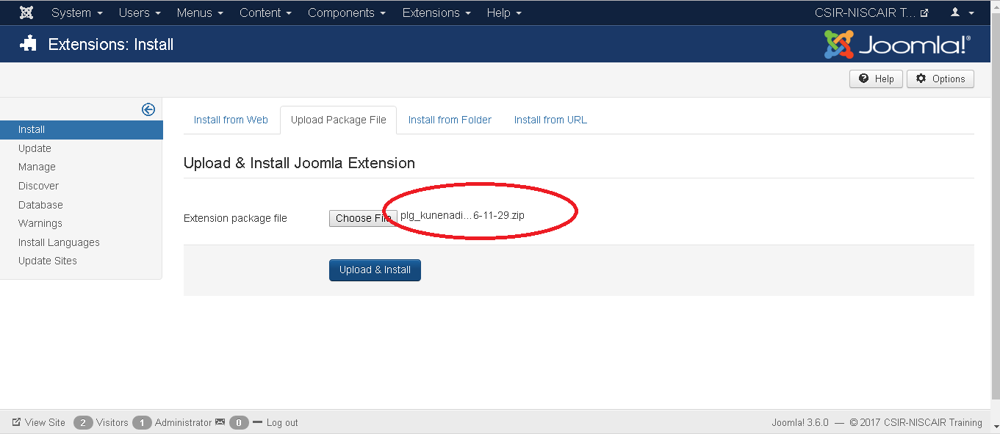 System Users Menus Content Components Extensions Help CSIR-NISCAIR T...
Extensions: Install Joomla!®
Help Options
Install from Web Upload Package File Install from Folder Install from URL
Install
Update
Manage
Discover
Database
Warnings
Install Languages
Update Sites
Upload & Install Joomla Extension
Extension package file Choose File plg_kunenadi...6-11-29.zip
Upload & Install
View Site 2 Visitors 1 Administrator 0 Log out Joomla! 3.6.0 — © 2017 CSIR-NISCAIR Training